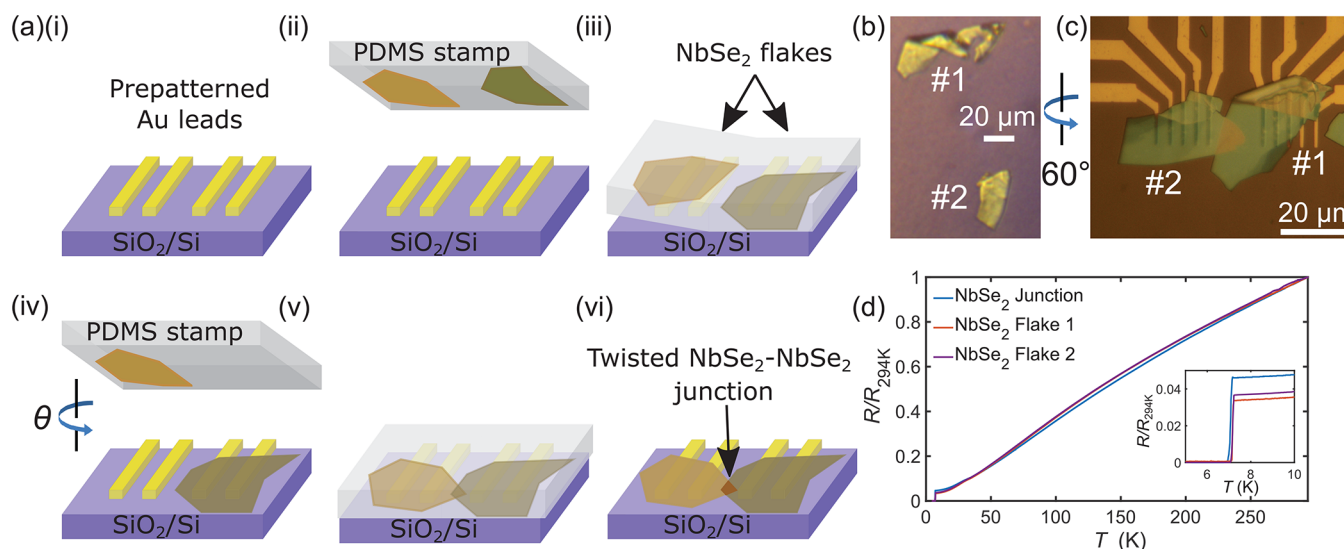 (a)(i)
Prepatterned
Au leads
SiO2/Si
(ii)
PDMS stamp
SiO2/Si
(iii)
NbSe2 flakes
SiO2/Si
(b)
#1
20 μm
#2
60°
(c)
#2
#1
20 μm
(iv)
PDMS stamp
θ
SiO2/Si
(v)
SiO2/Si
(vi)
Twisted NbSe2-NbSe2
junction
SiO2/Si
(d)
NbSe2 Junction
NbSe2 Flake 1
NbSe2 Flake 2
R/R294K
1
0.8
0.6
0.4
0.2
0
0
50
100
150
200
250
T (K)
R/R294K
0.04
0.02
0
10
T (K)